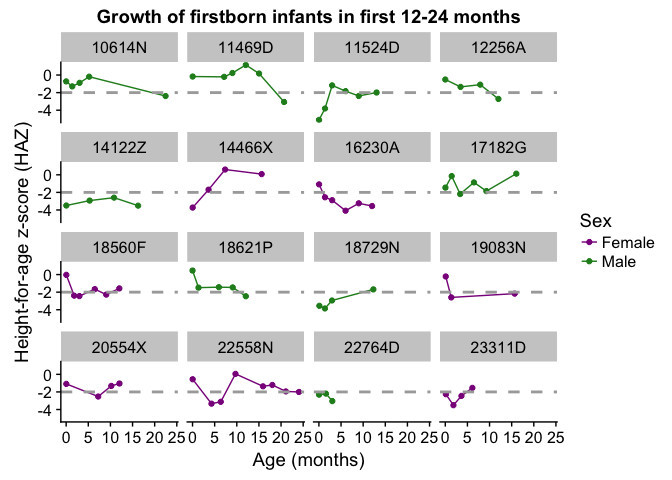 Growth of firstborn infants in first 12-24 months
10614N 11469D 11524D 12256A
0
-2
-4
14122Z 14466X 16230A 17182G
0
-2
-4
18560F 18621P 18729N 19083N
0
-2
-4
20554X 22558N 22764D 23311D
0
-2
-4
0 5 10 15 20 25 0 5 10 15 20 25 0 5 10 15 20 25 0 5 10 15 20 25
Age (months)
Height-for-age z-score (HAZ)
Sex
Female
Male